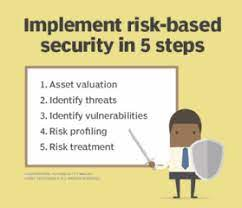 Implement risk-based
security in 5 steps
1. Asset valuation
2. Identify threats
3. Identify vulnerabilities
4. Risk profiling
5. Risk treatment